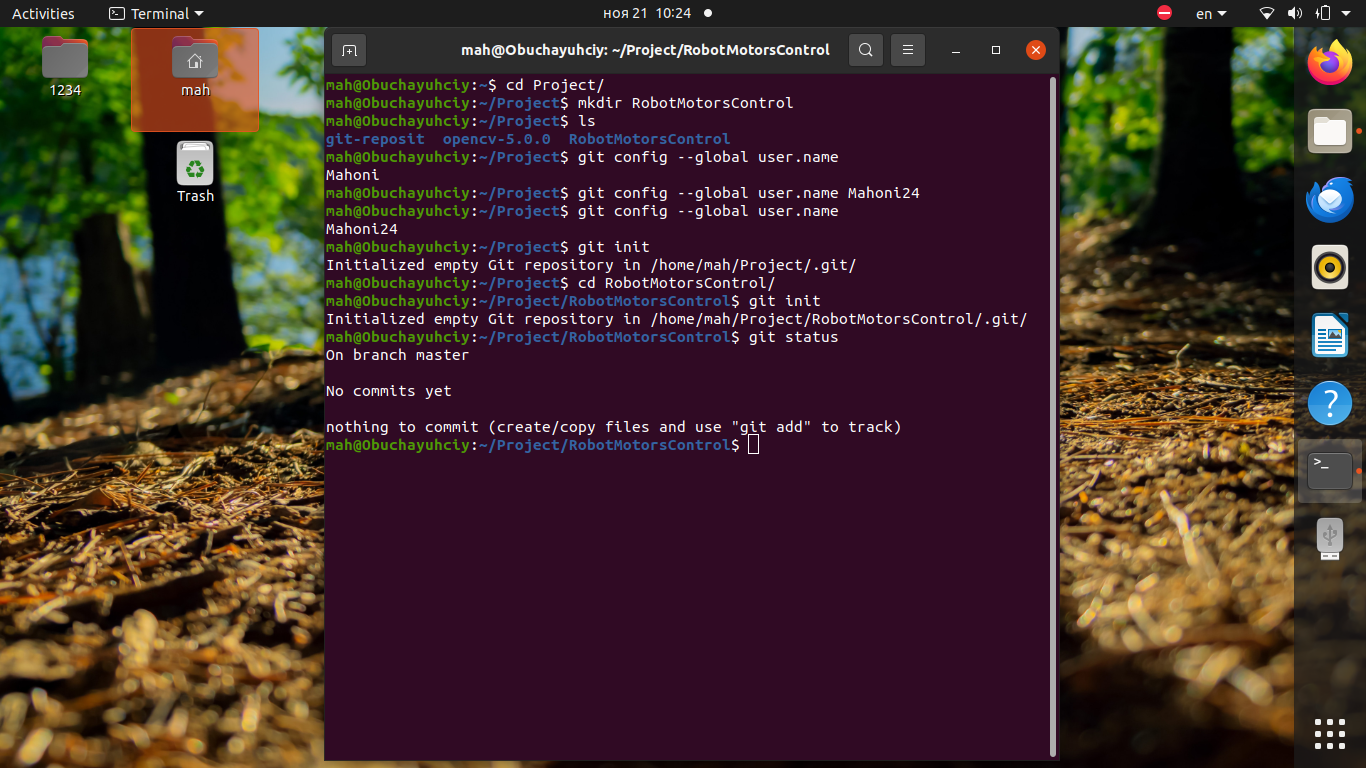 Activities
Terminal
ноя 21 10:24
en
1234
mah
Trash
mah@Obuchayuhciy: ~/Project/RobotMotorsControl
mah@Obuchayuhciy:~$ cd Project/
mah@Obuchayuhciy:~/Project$ mkdir RobotMotorsControl
mah@Obuchayuhciy:~/Project$ ls
git-reposit  opencv-5.0.0  RobotMotorsControl
mah@Obuchayuhciy:~/Project$ git config --global user.name
Mahoni
mah@Obuchayuhciy:~/Project$ git config --global user.name Mahoni24
mah@Obuchayuhciy:~/Project$ git config --global user.name
Mahoni24
mah@Obuchayuhciy:~/Project$ git init
Initialized empty Git repository in /home/mah/Project/.git/
mah@Obuchayuhciy:~/Project$ cd RobotMotorsControl/
mah@Obuchayuhciy:~/Project/RobotMotorsControl$ git init
Initialized empty Git repository in /home/mah/Project/RobotMotorsControl/.git/
mah@Obuchayuhciy:~/Project/RobotMotorsControl$ git status
On branch master
No commits yet
nothing to commit (create/copy files and use "git add" to track)
mah@Obuchayuhciy:~/Project/RobotMotorsControl$